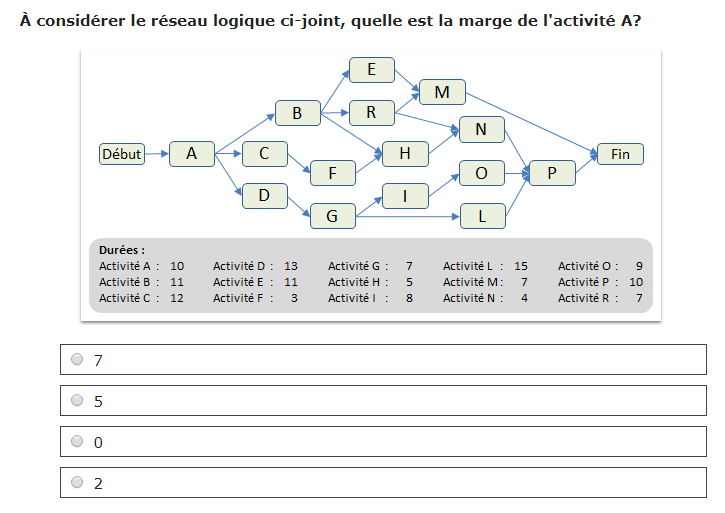 À considérer le réseau logique ci-joint, quelle est la marge de l'activité A?
E
M
B
R
N
Début
A
C
H
Fin
F
O
P
D
I
G
L
Durées :
Activité A : 10 Activité D : 13 Activité G : 7 Activité L : 15 Activité O : 9
Activité B : 11 Activité E : 11 Activité H : 5 Activité M : 7 Activité P : 10
Activité C : 12 Activité F : 3 Activité I : 8 Activité N : 4 Activité R : 7
7
5
0
2